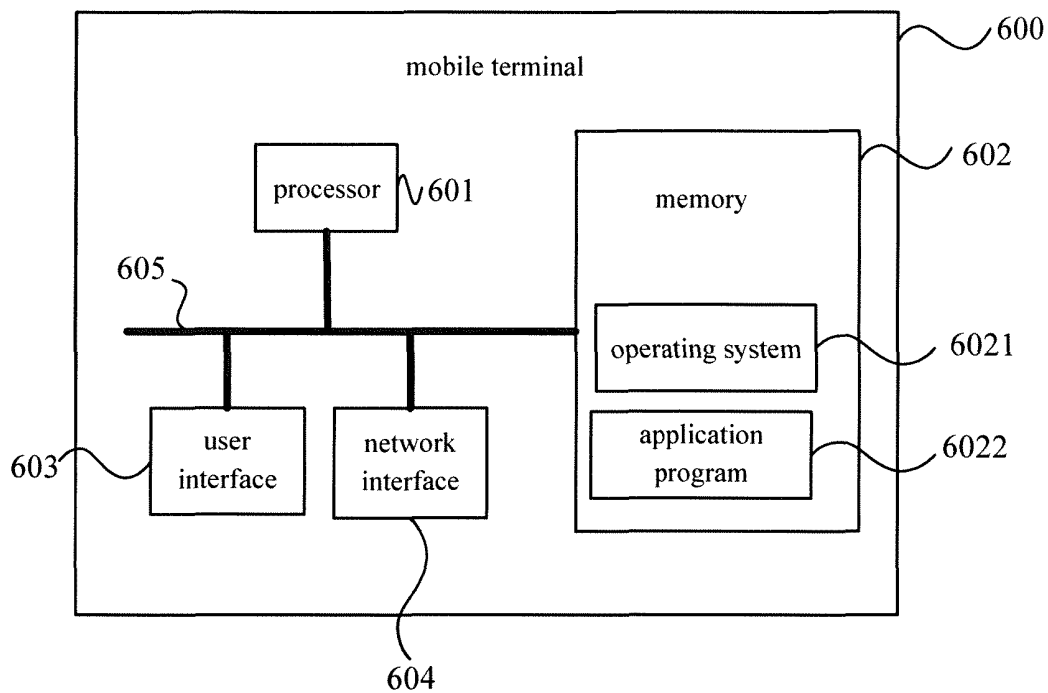 600
mobile terminal
602
processor
601
memory
605
operating system
6021
user
interface
603
network
interface
application
program
6022
604